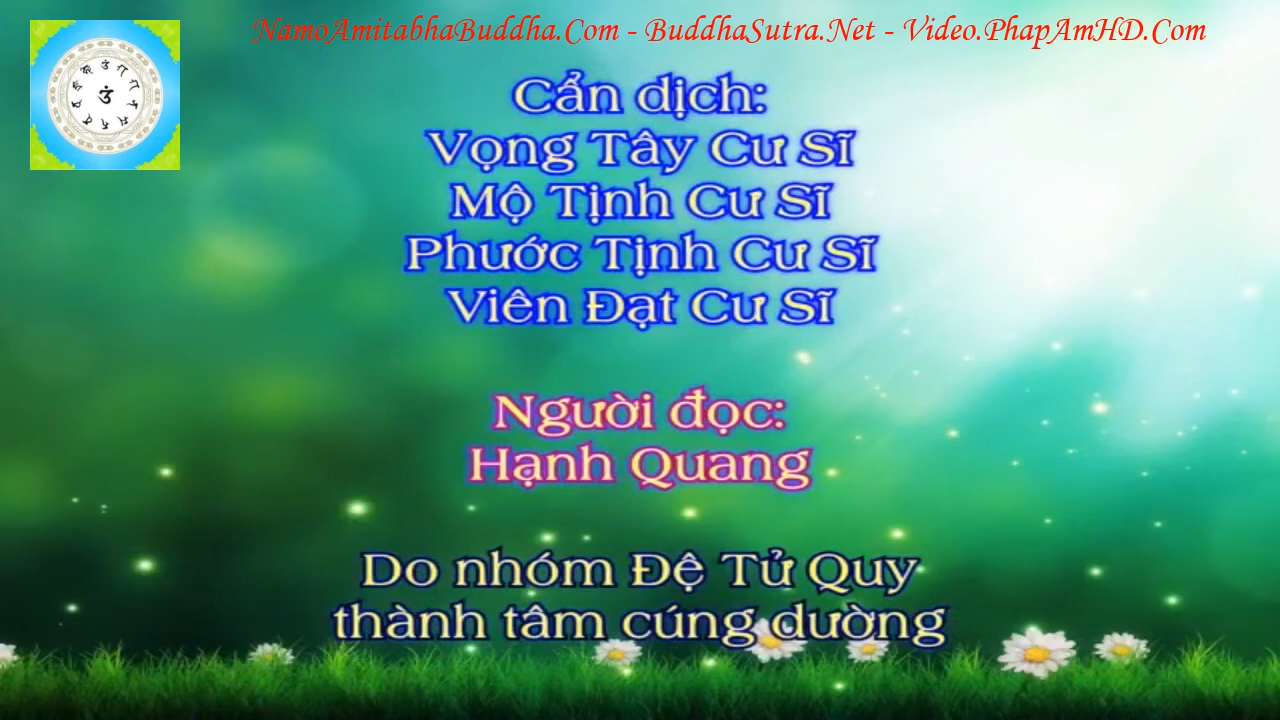 NamoAmitabhaBuddha.Com - BuddhaSutra.Net - Video.PhapAmHD.Com
Cẩn dịch:
Vọng Tây Cư Sĩ
Mộ Tịnh Cư Sĩ
Phước Tịnh Cư Sĩ
Viên Đạt Cư Sĩ
Người đọc:
Hạnh Quang
Do nhóm Đệ Tử Quy
thành tâm cúng dường